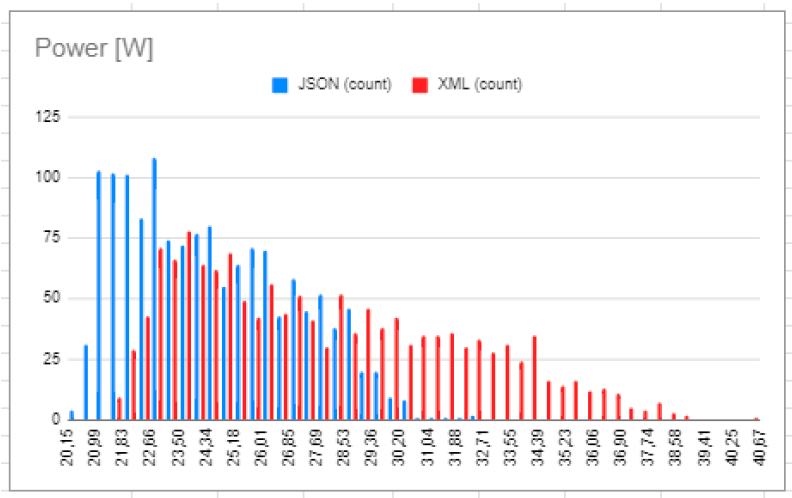 Power [W]
JSON (count) XML (count)
125
100
75
50
25
0
20,15 20,99 21,83 22,66 23,50 24,34 25,18 26,01 26,85 27,69 28,53 29,36 30,20 31,04 31,88 32,71 33,55 34,39 35,23 36,06 36,90 37,74 38,58 39,41 40,25 40,67